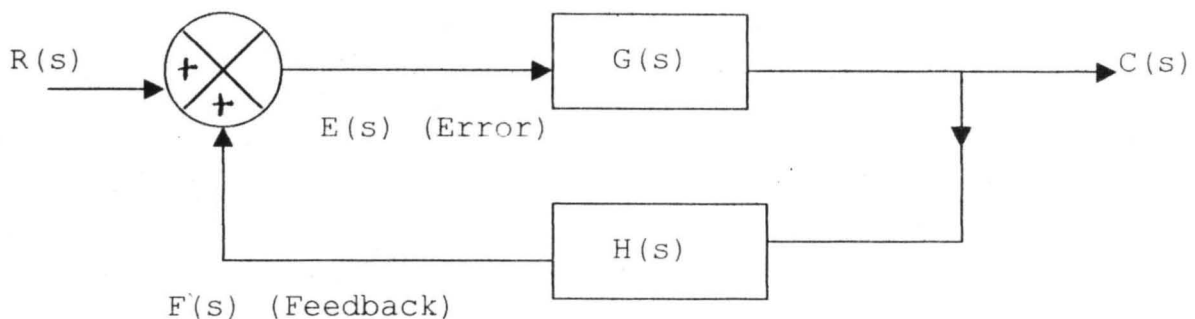 R(s)
+
+
G(s)
C(s)
E(s) (Error)
H(s)
F(s) (Feedback)